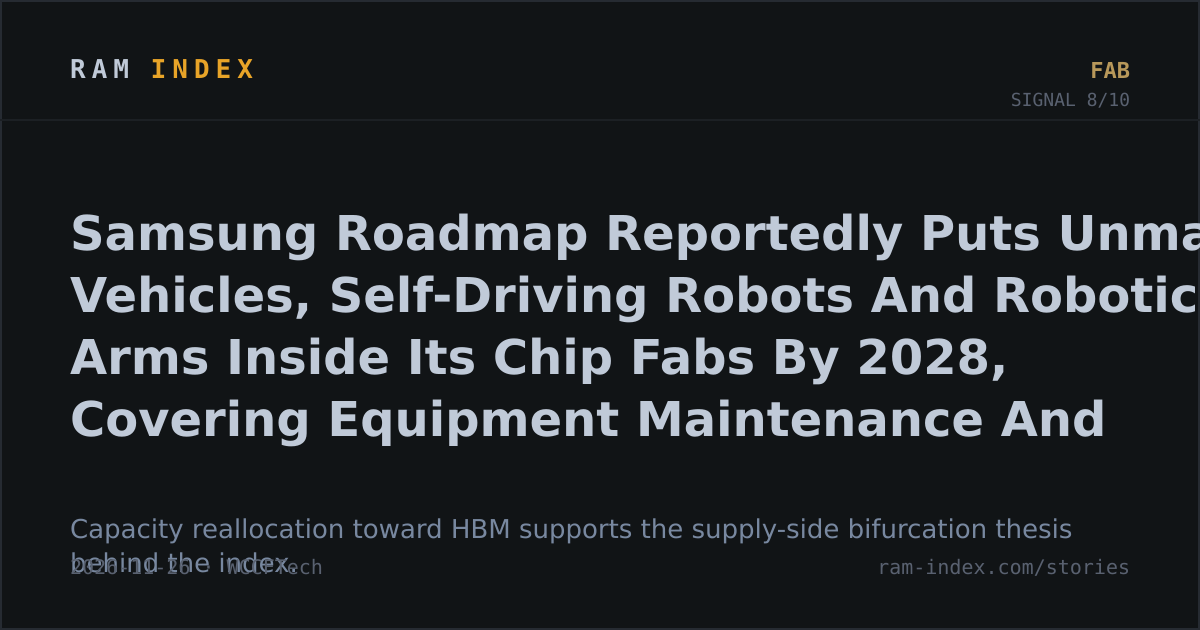 RAM INDEX
FAB
SIGNAL 8/10
Samsung Roadmap Reportedly Puts Unma
Vehicles, Self-Driving Robots And Robotic
Arms Inside Its Chip Fabs By 2028,
Covering Equipment Maintenance And
Capacity reallocation toward HBM supports the supply-side bifurcation thesis
behind the index.
ram-index.com/stories